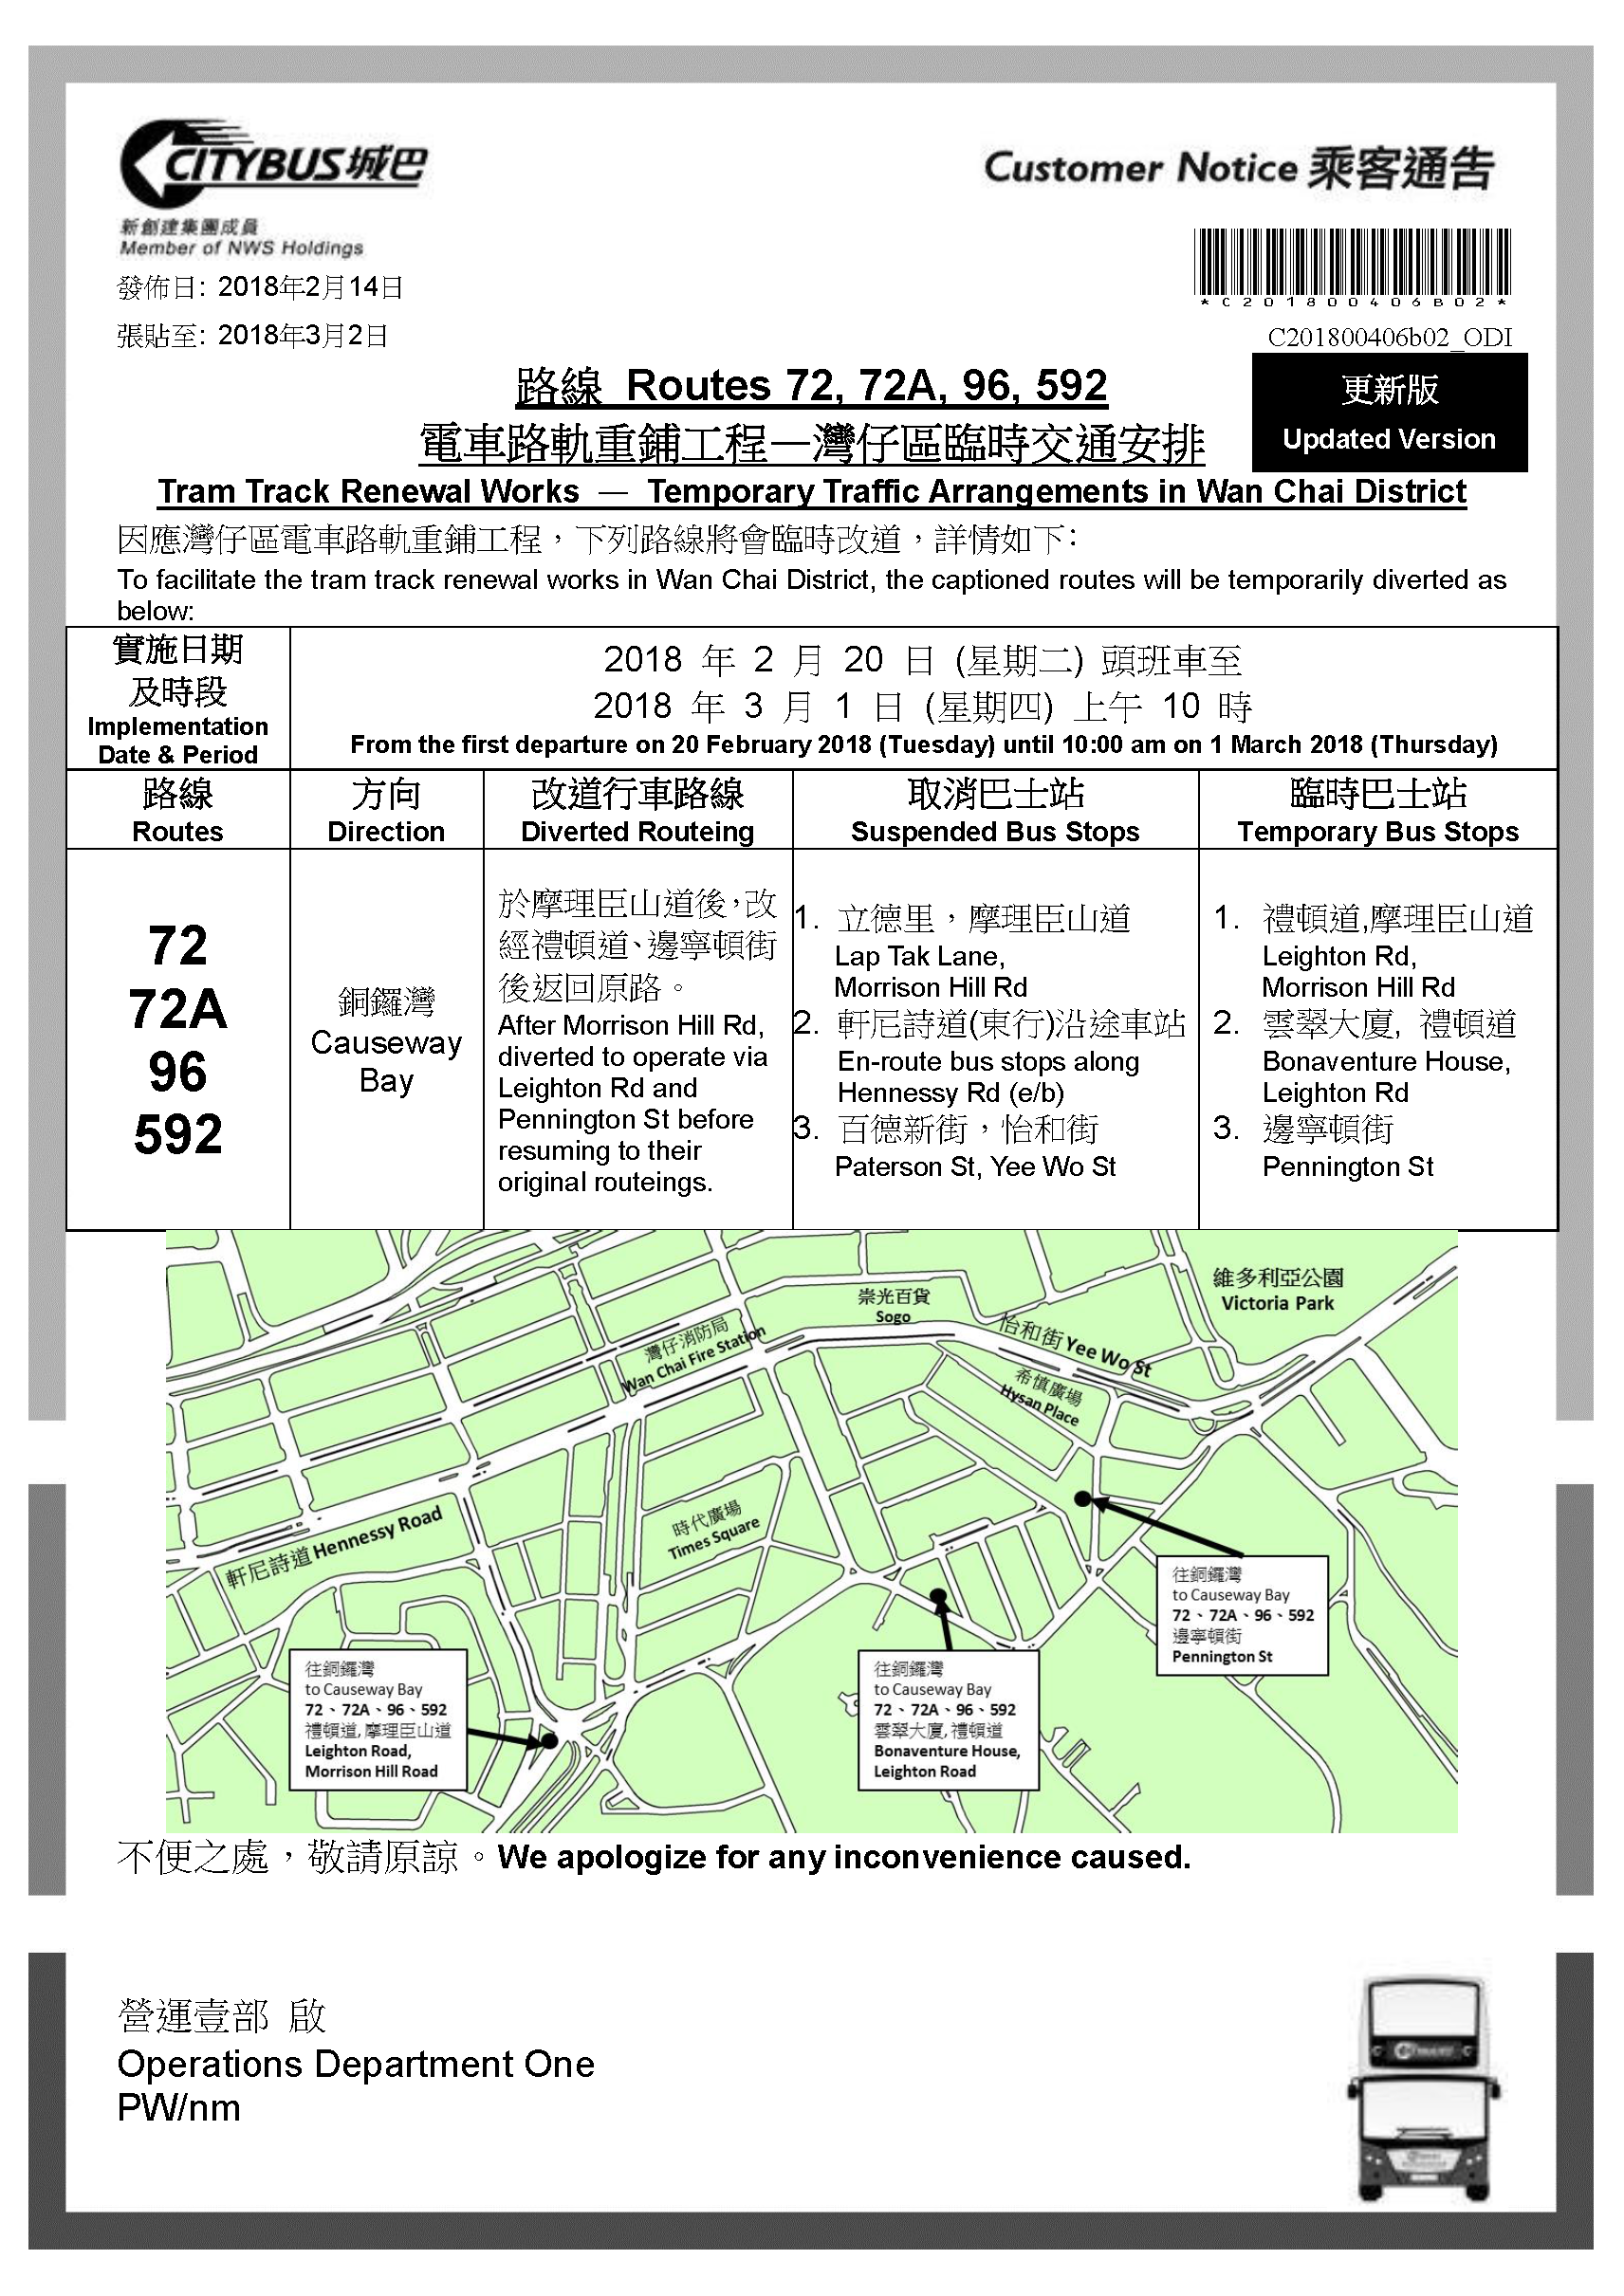 CITYBUS城巴
新創建集團成員
Member of NWS Holdings
Customer Notice 乘客通告
*C201800406B02*
發佈日: 2018年2月14日
張貼至: 2018年3月2日
C201800406b02_ODI
路線 Routes 72, 72A, 96, 592
更新版
Updated Version
電車路軌重鋪工程—灣仔區臨時交通安排
Tram Track Renewal Works — Temporary Traffic Arrangements in Wan Chai District
因應灣仔區電車路軌重鋪工程，下列路線將會臨時改道，詳情如下:
To facilitate the tram track renewal works in Wan Chai District, the captioned routes will be temporarily diverted as
below:
實施日期
及時段
Implementation
Date & Period
2018 年 2 月 20 日 (星期二) 頭班車至
2018 年 3 月 1 日 (星期四) 上午 10 時
From the first departure on 20 February 2018 (Tuesday) until 10:00 am on 1 March 2018 (Thursday)
路線
Routes
方向
Direction
改道行車路線
Diverted Routeing
取消巴士站
Suspended Bus Stops
臨時巴士站
Temporary Bus Stops
72
72A
96
592
銅鑼灣
Causeway
Bay
於摩理臣山道後，改
經禮頓道、邊寧頓街
後返回原路。
After Morrison Hill Rd,
diverted to operate via
Leighton Rd and
Pennington St before
resuming to their
original routeings.
1. 立德里，摩理臣山道
Lap Tak Lane,
Morrison Hill Rd
2. 軒尼詩道(東行)沿途車站
En-route bus stops along
Hennessy Rd (e/b)
3. 百德新街，怡和街
Paterson St, Yee Wo St
1. 禮頓道,摩理臣山道
Leighton Rd,
Morrison Hill Rd
2. 雲翠大廈, 禮頓道
Bonaventure House,
Leighton Rd
3. 邊寧頓街
Pennington St
維多利亞公園
Victoria Park
崇光百貨
Sogo
怡和街 Yee Wo St
灣仔消防局
Wan Chai Fire Station
希慎廣場
Hysan Place
時代廣場
Times Square
軒尼詩道 Hennessy Road
往銅鑼灣
to Causeway Bay
72、72A、96、592
邊寧頓街
Pennington St
往銅鑼灣
to Causeway Bay
72、72A、96、592
禮頓道, 摩理臣山道
Leighton Road,
Morrison Hill Road
往銅鑼灣
to Causeway Bay
72、72A、96、592
雲翠大廈, 禮頓道
Bonaventure House,
Leighton Road
不便之處，敬請原諒。We apologize for any inconvenience caused.
營運壹部 啟
Operations Department One
PW/nm